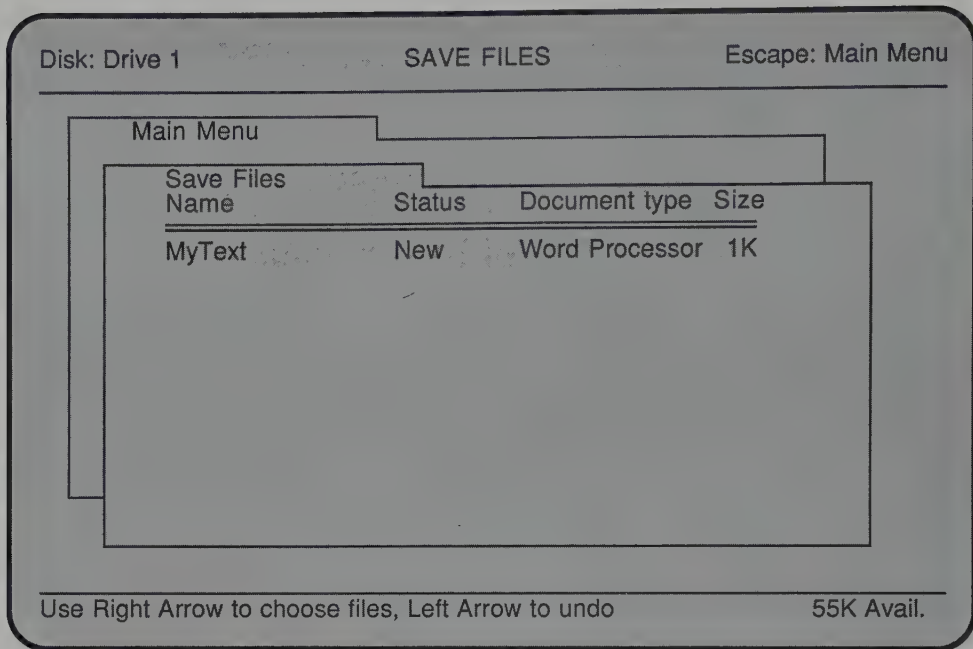 Disk: Drive 1 SAVE FILES Escape: Main Menu
Main Menu
Save Files
Name Status Document type Size
MyText New Word Processor 1K
Use Right Arrow to choose files, Left Arrow to undo 55K Avail.